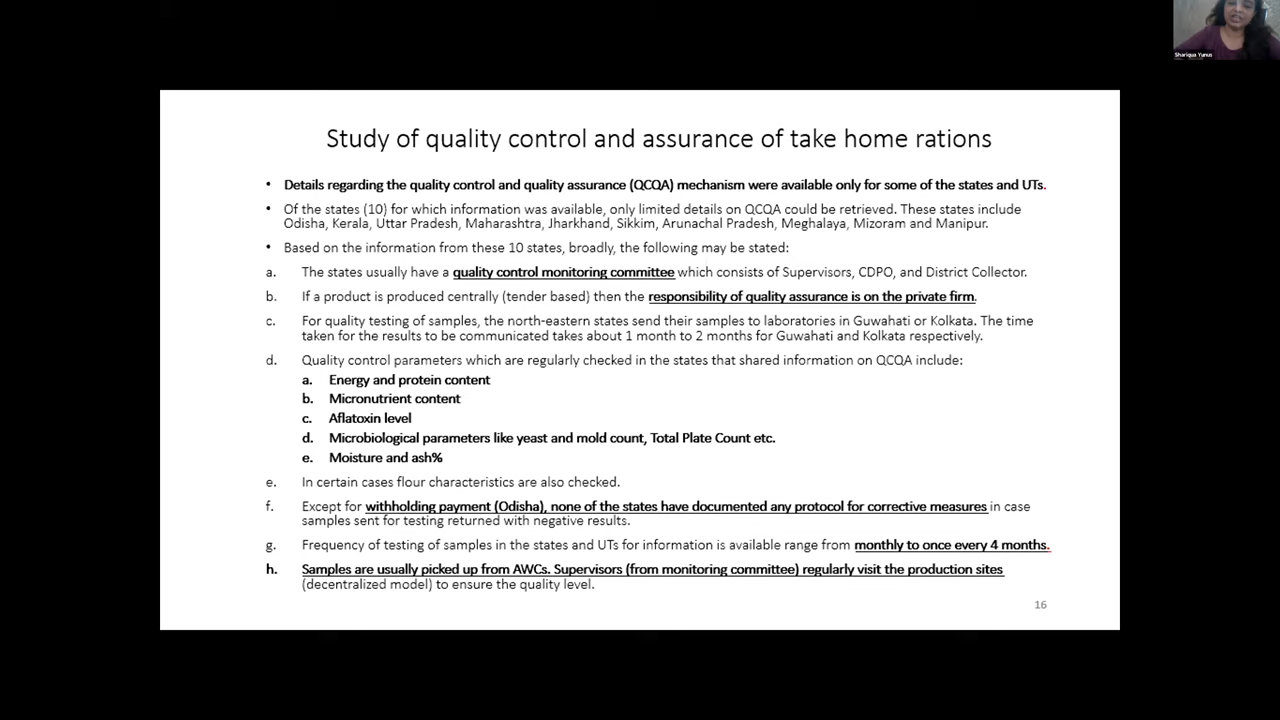 Shariqua Yunus
Study of quality control and assurance of take home rations
• Details regarding the quality control and quality assurance (QCQA) mechanism were available only for some of the states and UTs.
• Of the states (10) for which information was available, only limited details on QCQA could be retrieved. These states include
Odisha, Kerala, Uttar Pradesh, Maharashtra, Jharkhand, Sikkim, Arunachal Pradesh, Meghalaya, Mizoram and Manipur.
• Based on the information from these 10 states, broadly, the following may be stated:
a. The states usually have a quality control monitoring committee which consists of Supervisors, CDPO, and District Collector.
b. If a product is produced centrally (tender based) then the responsibility of quality assurance is on the private firm.
c. For quality testing of samples, the north-eastern states send their samples to laboratories in Guwahati or Kolkata. The time
taken for the results to be communicated takes about 1 month to 2 months for Guwahati and Kolkata respectively.
d. Quality control parameters which are regularly checked in the states that shared information on QCQA include:
a. Energy and protein content
b. Micronutrient content
c. Aflatoxin level
d. Microbiological parameters like yeast and mold count, Total Plate Count etc.
e. Moisture and ash%
e. In certain cases flour characteristics are also checked.
f. Except for withholding payment (Odisha), none of the states have documented any protocol for corrective measures in case
samples sent for testing returned with negative results.
g. Frequency of testing of samples in the states and UTs for information is available range from monthly to once every 4 months.
h. Samples are usually picked up from AWCs. Supervisors (from monitoring committee) regularly visit the production sites
(decentralized model) to ensure the quality level.
16